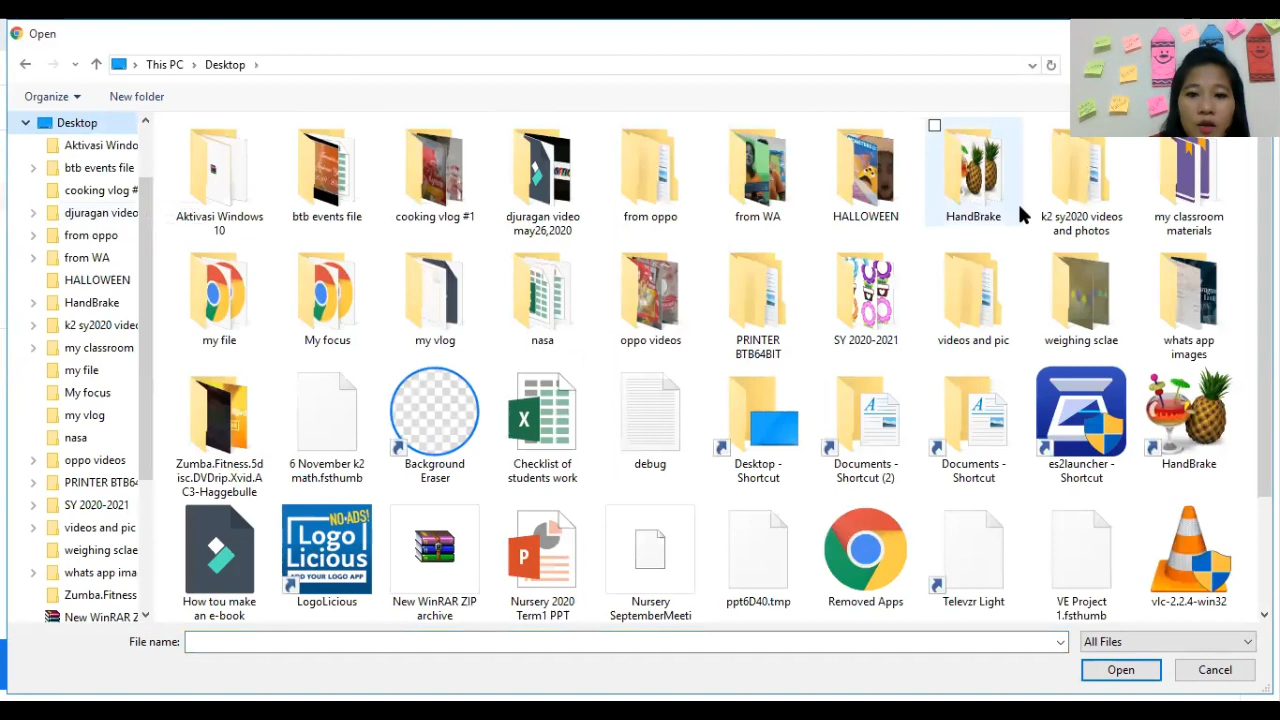 Open
This PC
Desktop
Organize
New folder
Desktop
Aktivasi Windo
btb events file
cooking vlog #
djuragan video
from oppo
from WA
HALLOWEEN
HandBrake
k2 sy2020 video
my classroom
my file
My focus
my vlog
nasa
oppo videos
PRINTER BTB64
SY 2020-2021
videos and pic
weighing sclae
whats app ima
Zumba.Fitness
New WinRAR Z
Aktivasi Windows
10
btb events file
cooking vlog #1
djuragan video
may26,2020
from oppo
from WA
HALLOWEEN
HandBrake
k2 sy2020 videos
and photos
my classroom
materials
my file
My focus
my vlog
nasa
oppo videos
PRINTER
BTB64BIT
SY 2020-2021
videos and pic
weighing sclae
whats app
images
Zumba.Fitness.5d
isc.DVDrip.Xvid.A
C3-Haggebulle
6 November k2
math.fsthumb
Background
Eraser
Checklist of
students work
debug
Desktop -
Shortcut
Documents -
Shortcut (2)
Documents -
Shortcut
es2launcher -
Shortcut
HandBrake
NO-ADS!
Logo
Licious
ADD YOUR LOGO APP
How tou make
an e-book
LogoLicious
New WinRAR ZIP
archive
Nursery 2020
Term1 PPT
Nursery
SeptemberMeeti
ppt6D40.tmp
Removed Apps
Televzr Light
VE Project
1.fsthumb
vlc-2.2.4-win32
File name:
All Files
Open
Cancel